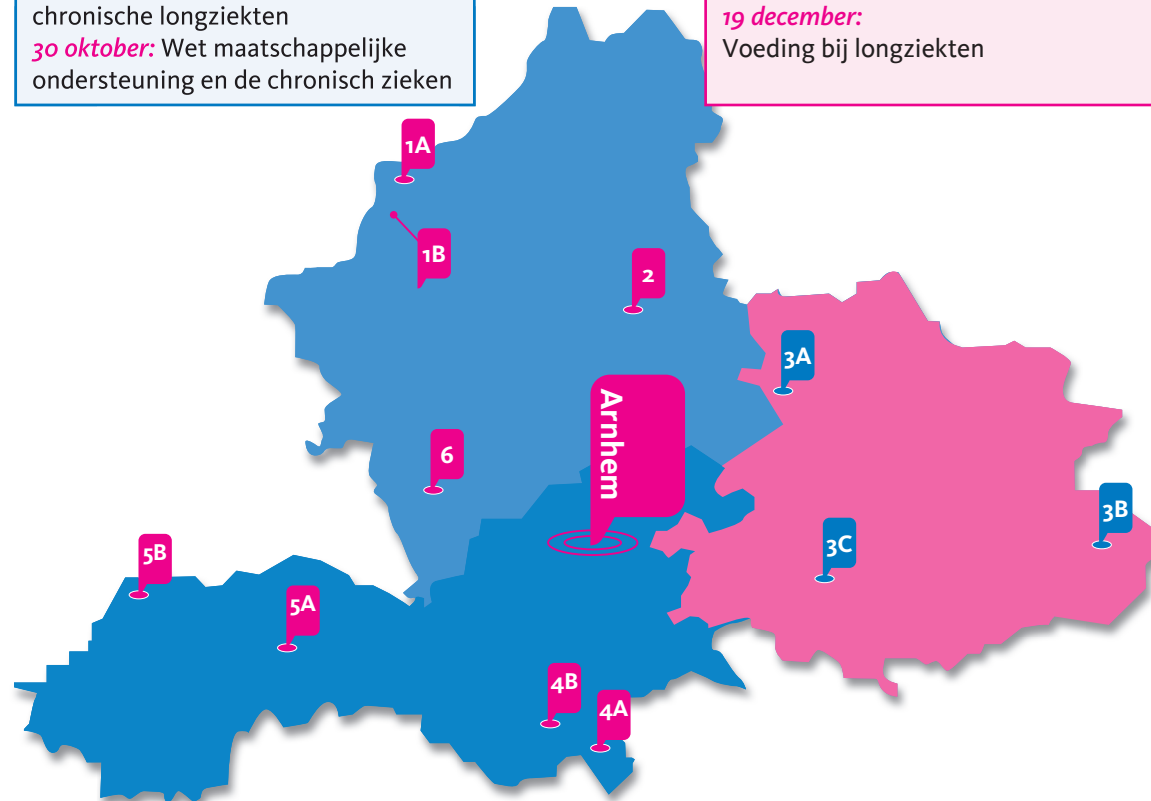 chronische longziekten
30 oktober: Wet maatschappelijke
ondersteuning en de chronisch zieken
19 december:
Voeding bij longziekten
1A
1B
2
3A
Arnhem
6
3B
3C
5B
5A
4B
4A